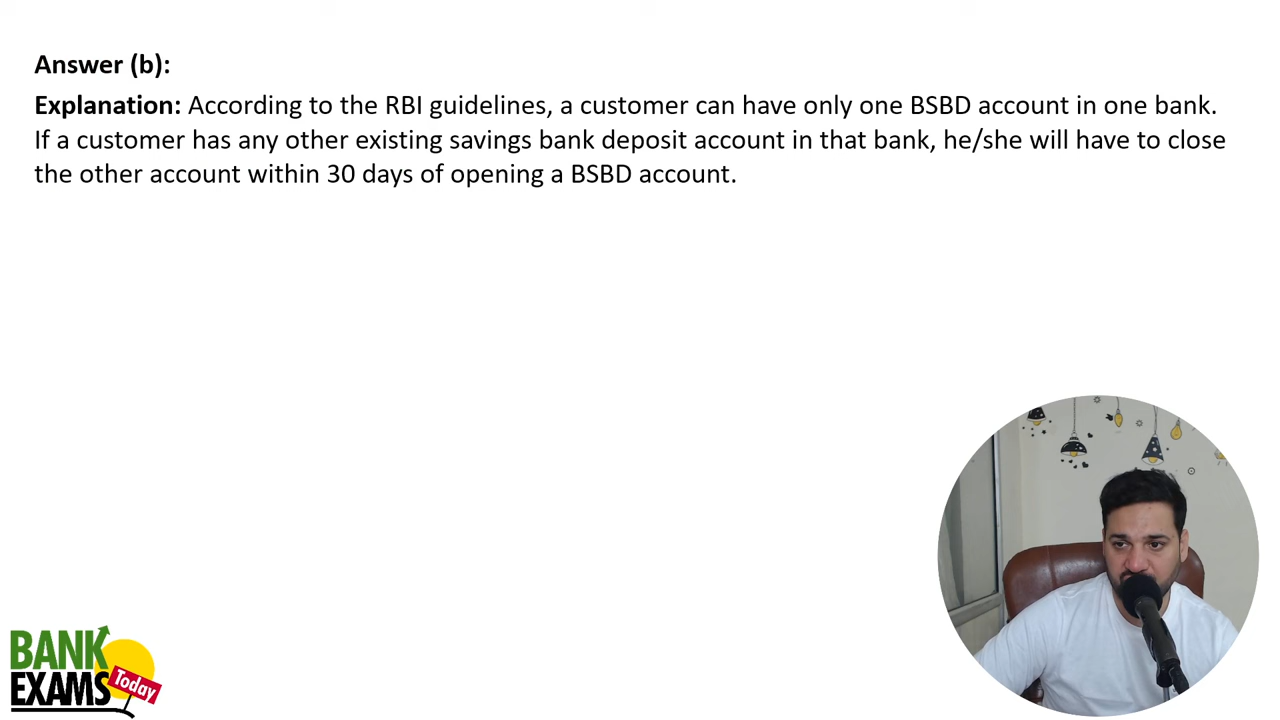 Answer (b):
Explanation: According to the RBI guidelines, a customer can have only one BSBD account in one bank.
If a customer has any other existing savings bank deposit account in that bank, he/she will have to close
the other account within 30 days of opening a BSBD account.
BANK
EXAMS
Today